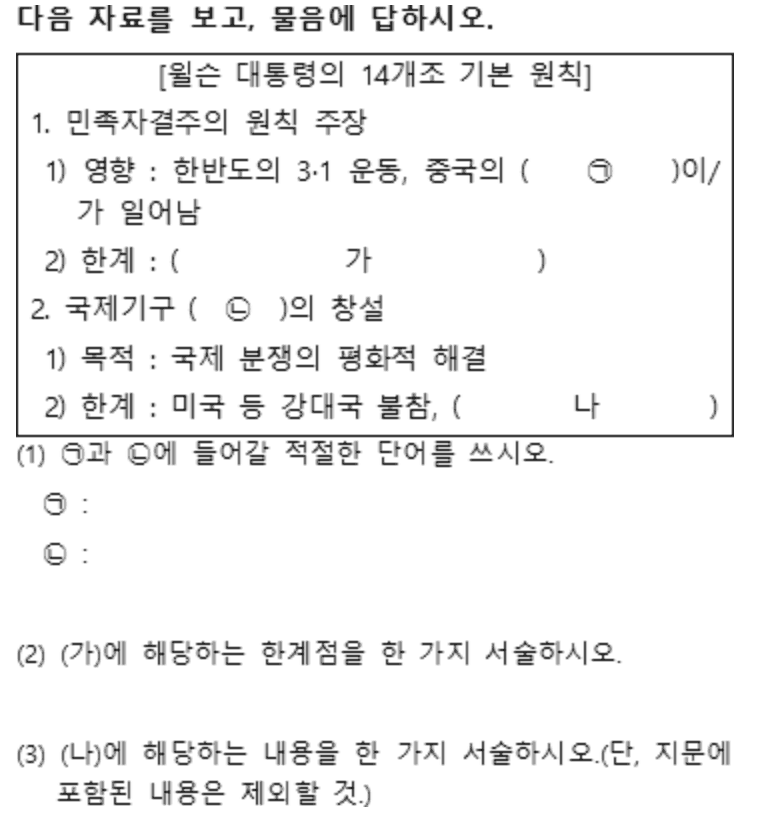 다음 자료를 보고, 물음에 답하시오.
[윌슨 대통령의 14개조 기본 원칙]
1. 민족자결주의 원칙 주장
1) 영향 : 한반도의 3·1 운동, 중국의 ( ㉠ )이/
가 일어남
2) 한계 : ( 가 )
2. 국제기구 ( ㉡ )의 창설
1) 목적 : 국제 분쟁의 평화적 해결
2) 한계 : 미국 등 강대국 불참, ( 나 )
(1) ㉠과 ㉡에 들어갈 적절한 단어를 쓰시오.
㉠ :
㉡ :
(2) (가)에 해당하는 한계점을 한 가지 서술하시오.
(3) (나)에 해당하는 내용을 한 가지 서술하시오.(단, 지문에
포함된 내용은 제외할 것.)